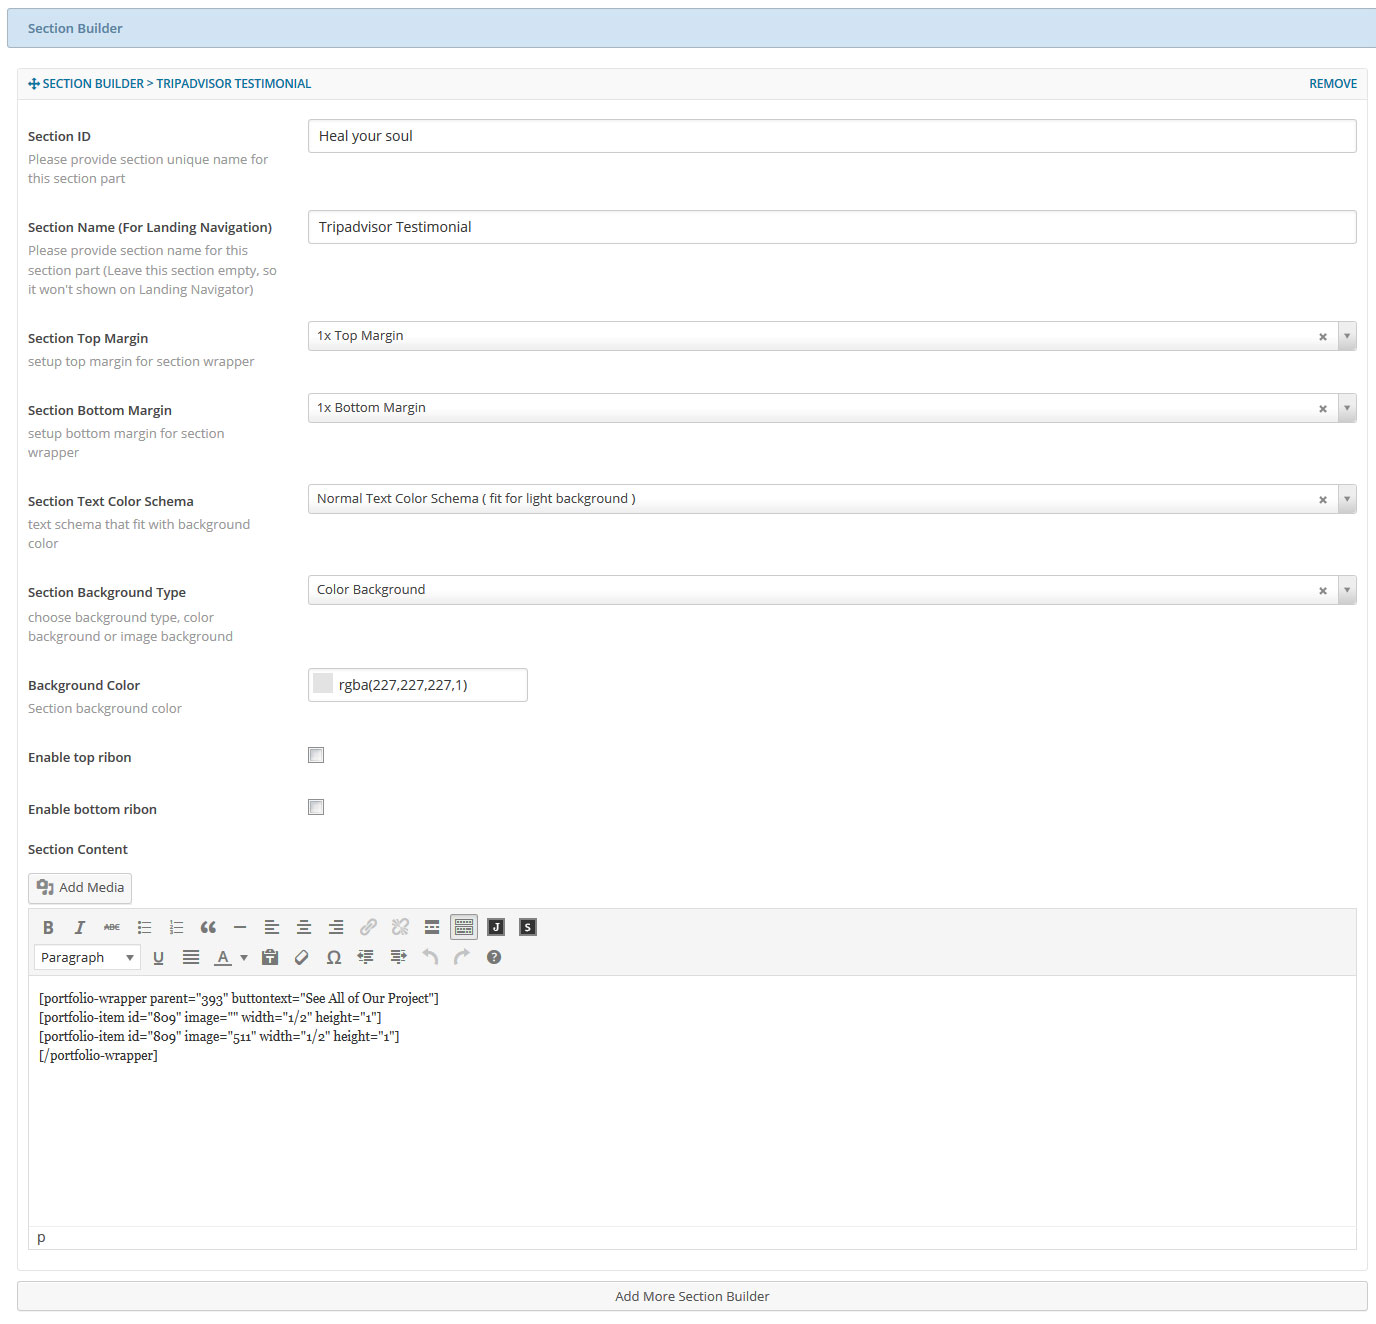 Section Builder
SECTION BUILDER > TRIPADVISOR TESTIMONIAL
REMOVE
Section ID
Please provide section unique name for
this section part
Heal your soul
Section Name (For Landing Navigation)
Please provide section name for this
section part (Leave this section empty, so
it won't shown on Landing Navigator)
Tripadvisor Testimonial
Section Top Margin
setup top margin for section wrapper
1x Top Margin
Section Bottom Margin
setup bottom margin for section
wrapper
1x Bottom Margin
Section Text Color Schema
text schema that fit with background
color
Normal Text Color Schema ( fit for light background )
Section Background Type
choose background type, color
background or image background
Color Background
Background Color
Section background color
rgba(227,227,227,1)
Enable top ribon
Enable bottom ribon
Section Content
Add Media
B I ABC J S
Paragraph U A Ω ?
[portfolio-wrapper parent="393" buttontext="See All of Our Project"]
[portfolio-item id="809" image="" width="1/2" height="1"]
[portfolio-item id="809" image="511" width="1/2" height="1"]
[/portfolio-wrapper]
p
Add More Section Builder